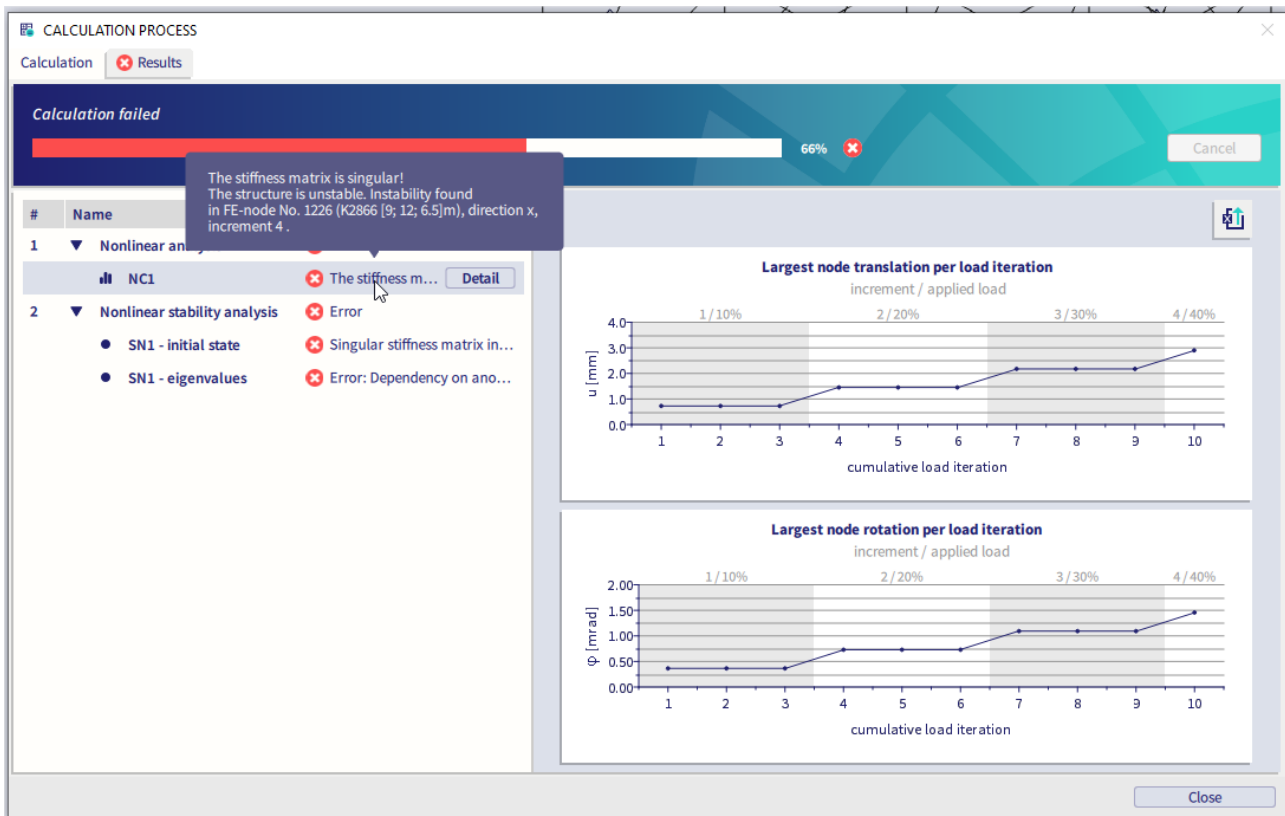 CALCULATION PROCESS
Calculation
Results
Calculation failed
66%
Cancel
The stiffness matrix is singular!
The structure is unstable. Instability found
in FE-node No. 1226 (K2866 [9; 12; 6.5]m), direction x,
increment 4 .
# Name
1 Nonlinear
NC1 The stiffness m... Detail
2 Nonlinear stability analysis Error
SN1 - initial state Singular stiffness matrix in...
SN1 - eigenvalues Error: Dependency on ano...
Largest node translation per load iteration
increment / applied load
1 / 10% 2 / 20% 3 / 30% 4 / 40%
u [mm]
4.0
3.0
2.0
1.0
0.0
1 2 3 4 5 6 7 8 9 10
cumulative load iteration
Largest node rotation per load iteration
increment / applied load
1 / 10% 2 / 20% 3 / 30% 4 / 40%
φ [mrad]
2.00
1.50
1.00
0.50
0.00
1 2 3 4 5 6 7 8 9 10
cumulative load iteration
Close